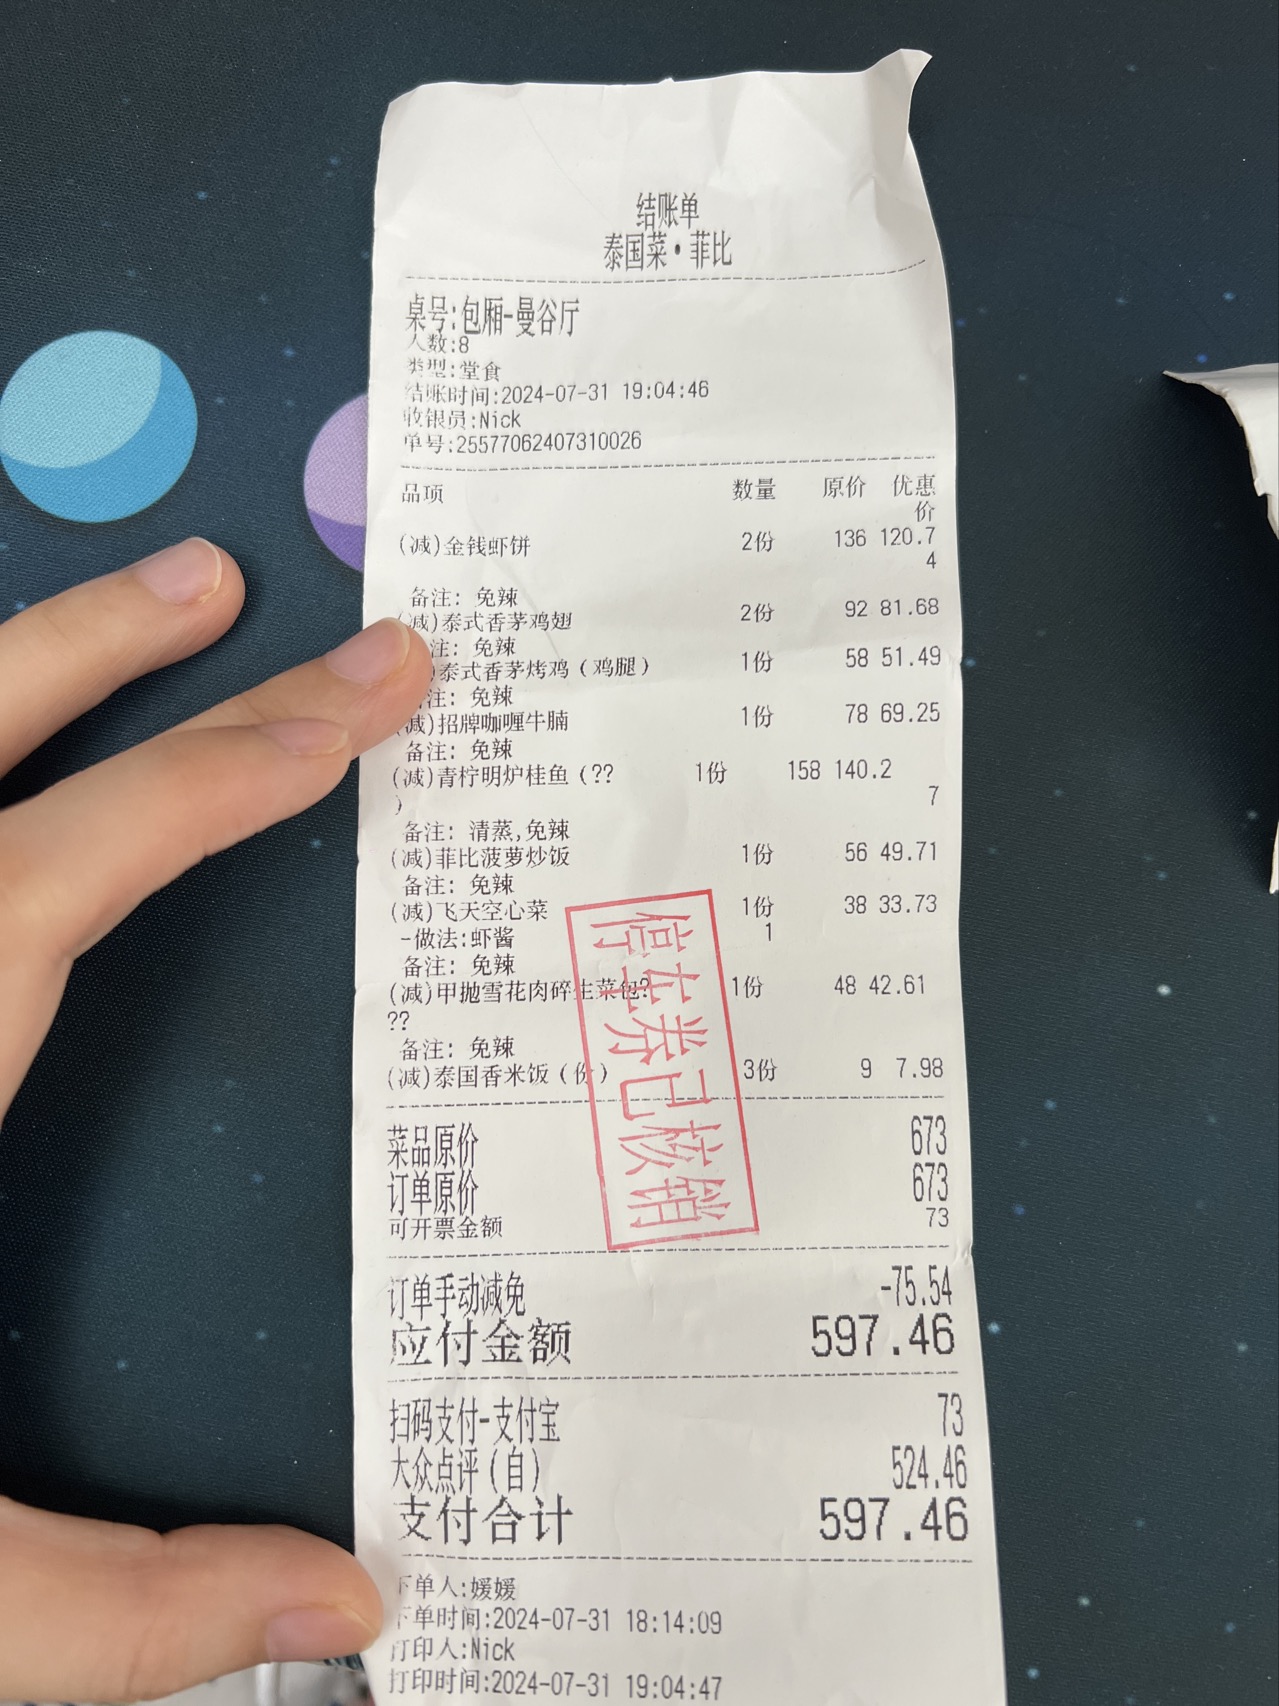 结账单
泰国菜·菲比
桌号:包厢-曼谷厅
人数:8
类型:堂食
结账时间:2024-07-31 19:04:46
收银员:Nick
单号:25577062407310026
品项 数量 原价 优惠
价
(减)金钱虾饼 2份 136 120.7
4
备注: 免辣
(减)泰式香茅鸡翅 2份 92 81.68
注: 免辣
)泰式香茅烤鸡(鸡腿) 1份 58 51.49
注: 免辣
(减)招牌咖喱牛腩 1份 78 69.25
备注: 免辣
(减)青柠明炉桂鱼(?? 1份 158 140.2
) 7
备注: 清蒸,免辣
(减)菲比菠萝炒饭 1份 56 49.71
备注: 免辣
(减)飞天空心菜 1份 38 33.73
-做法:虾酱 1
备注: 免辣
(减)甲抛雪花肉碎生菜包? 1份 48 42.61
??
备注: 免辣
(减)泰国香米饭(份) 3份 9 7.98
停车券已核销
菜品原价 673
订单原价 673
可开票金额 73
订单手动减免 -75.54
应付金额 597.46
扫码支付-支付宝 73
大众点评(自) 524.46
支付合计 597.46
下单人:媛媛
下单时间:2024-07-31 18:14:09
打印人:Nick
打印时间:2024-07-31 19:04:47